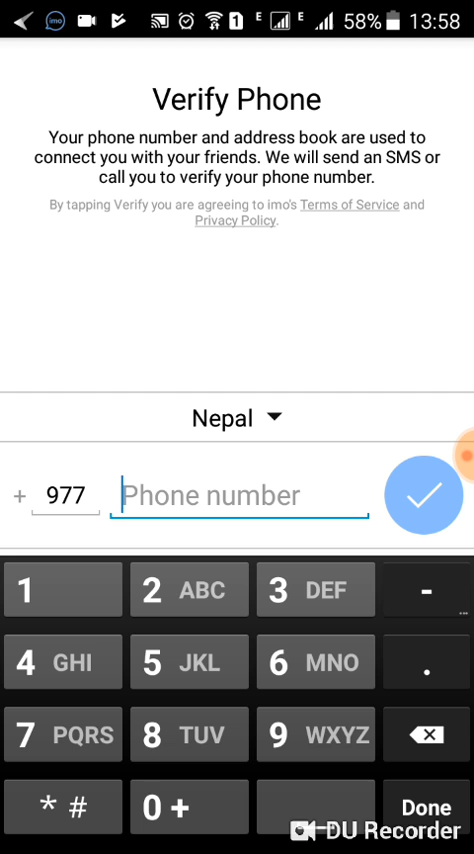 imo 1 E E 58% 13:58
Verify Phone
Your phone number and address book are used to
connect you with your friends. We will send an SMS or
call you to verify your phone number.
By tapping Verify you are agreeing to imo's Terms of Service and
Privacy Policy.
Nepal
+ 977 Phone number
1 2 ABC 3 DEF -
4 GHI 5 JKL 6 MNO .
7 PQRS 8 TUV 9 WXYZ
* # 0 + Done
DU Recorder